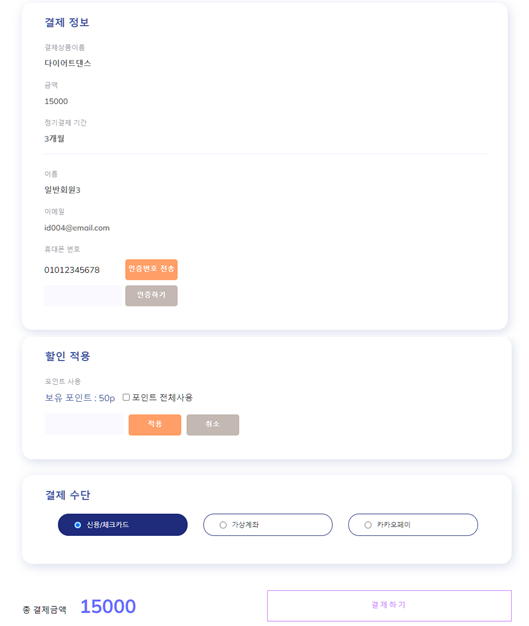 결제 정보
결제상품이름
다이어트댄스
금액
15000
정기결제 기간
3개월
이름
일반회원3
이메일
id004@email.com
휴대폰 번호
01012345678 인증번호 전송
인증하기
할인 적용
포인트 사용
보유 포인트 : 50p 포인트 전체사용
적용 취소
결제 수단
신용/체크카드 가상계좌 카카오페이
총 결제금액 15000 결제하기